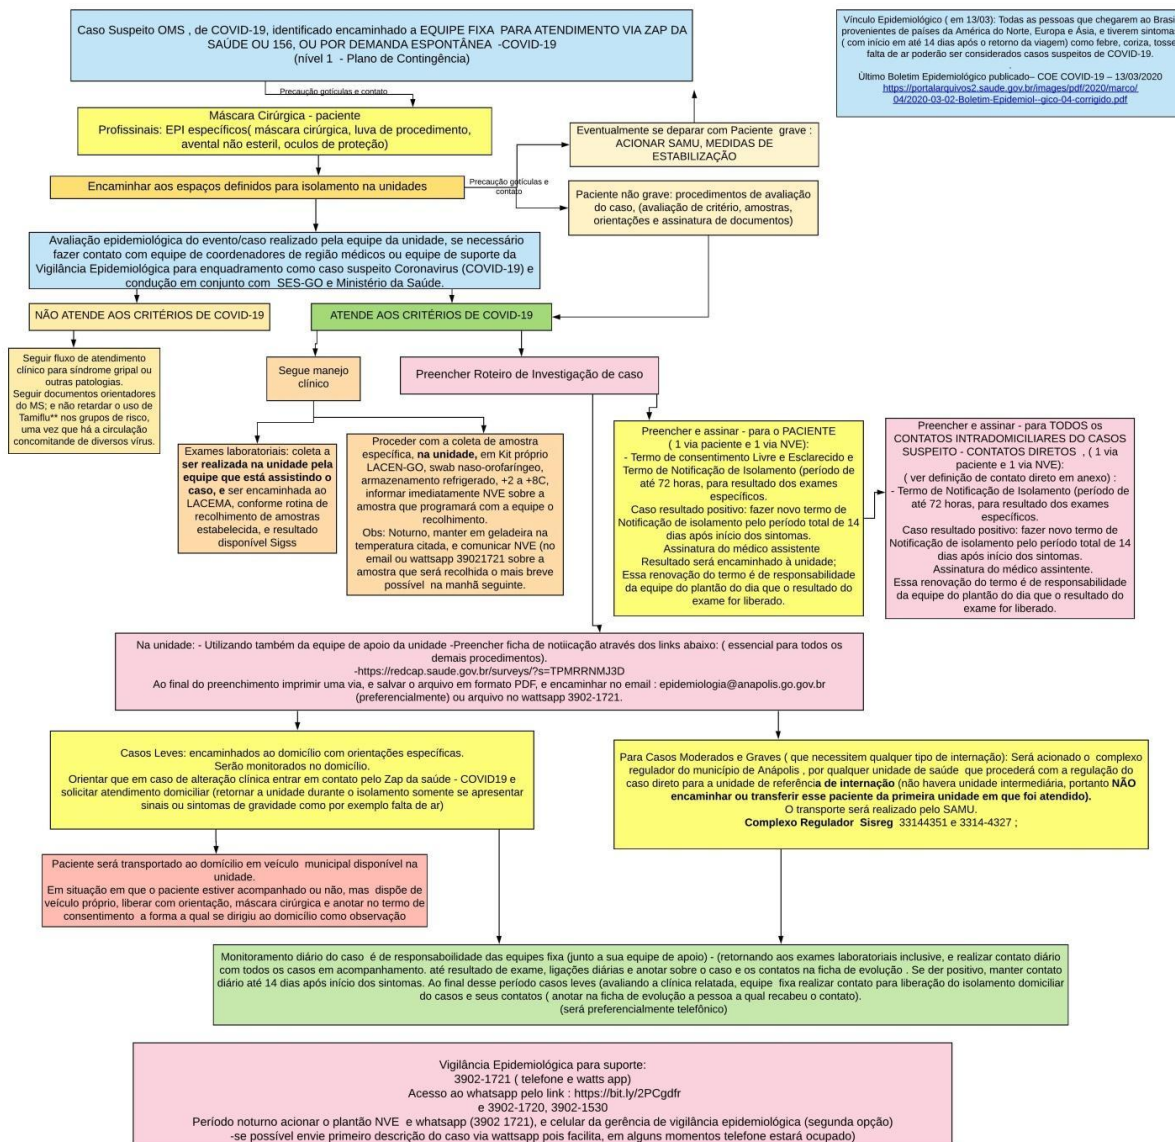 Caso Suspeito OMS , de COVID-19, identificado encaminhado a EQUIPE FIXA PARA ATENDIMENTO VIA ZAP DA
SAÚDE OU 156, OU POR DEMANDA ESPONTÂNEA -COVID-19
(nível 1 - Plano de Contingência)
Vínculo Epidemiológico ( em 13/03): Todas as pessoas que chegarem ao Brasil
provenientes de países da América do Norte, Europa e Ásia, e tiverem sintomas
( com início em até 14 dias após o retorno da viagem) como febre, coriza, tosse,
falta de ar poderão ser considerados casos suspeitos de COVID-19.
.
Último Boletim Epidemiológico publicado– COE COVID-19 – 13/03/2020
https://portalarquivos2.saude.gov.br/images/pdf/2020/marco/
04/2020-03-02-Boletim-Epidemiol--gico-04-corrigido.pdf
Precaução gotículas e contato
Máscara Cirúrgica - paciente
Profissinais: EPI específicos( máscara cirúrgica, luva de procedimento,
avental não esteril, oculos de proteção)
Eventualmente se deparar com Paciente grave :
ACIONAR SAMU, MEDIDAS DE
ESTABILIZAÇÃO
Encaminhar aos espaços definidos para isolamento na unidades
Precaução gotículas e
contato
Paciente não grave: procedimentos de avaliação
do caso, (avaliação de critério, amostras,
orientações e assinatura de documentos)
Avaliação epidemiológica do evento/caso realizado pela equipe da unidade, se necessário
fazer contato com equipe de coordenadores de região médicos ou equipe de suporte da
Vigilância Epidemiológica para enquadramento como caso suspeito Coronavirus (COVID-19) e
condução em conjunto com SES-GO e Ministério da Saúde.
NÃO ATENDE AOS CRITÉRIOS DE COVID-19
ATENDE AOS CRITÉRIOS DE COVID-19
Seguir fluxo de atendimento
clínico para síndrome gripal ou
outras patologias.
Seguir documentos orientadores
do MS; e não retardar o uso de
Tamiflu** nos grupos de risco,
uma vez que há a circulação
concomitande de diversos vírus.
Segue manejo
clínico
Preencher Roteiro de Investigação de caso
Exames laboratoriais: coleta a
ser realizada na unidade pela
equipe que está assistindo o
caso, e ser encaminhada ao
LACEMA, conforme rotina de
recolhimento de amostras
estabelecida, e resultado
disponível Sigss
Proceder com a coleta de amostra
específica, na unidade, em Kit próprio
LACEN-GO, swab naso-orofaríngeo,
armazenamento refrigerado, +2 a +8C,
informar imediatamente NVE sobre a
amostra que programará com a equipe o
recolhimento.
Obs: Noturno, manter em geladeira na
temperatura citada, e comunicar NVE (no
email ou wattsapp 39021721 sobre a
amostra que será recolhida o mais breve
possível na manhã seguinte.
Preencher e assinar - para o PACIENTE
( 1 via paciente e 1 via NVE):
- Termo de consentimento Livre e Esclarecido e
Termo de Notificação de Isolamento (período de
até 72 horas, para resultado dos exames
específicos.
Caso resultado positivo: fazer novo termo de
Notificação de isolamento pelo período total de 14
dias após início dos sintomas.
Assinatura do médico assistente
Resultado será encaminhado à unidade;
Essa renovação do termo é de responsabilidade
da equipe do plantão do dia que o resultado do
exame for liberado.
Preencher e assinar - para TODOS os
CONTATOS INTRADOMICILIARES DO CASOS
SUSPEITO - CONTATOS DIRETOS , ( 1 via
paciente e 1 via NVE):
( ver definição de contato direto em anexo) :
- Termo de Notificação de Isolamento (período de
até 72 horas, para resultado dos exames
específicos.
Caso resultado positivo: fazer novo termo de
Notificação de isolamento pelo período total de 14
dias após início dos sintomas.
Assinatura do médico assistente.
Essa renovação do termo é de responsabilidade
da equipe do plantão do dia que o resultado do
exame for liberado.
Na unidade: - Utilizando também da equipe de apoio da unidade -Preencher ficha de notiicação através dos links abaixo: ( essencial para todos os
demais procedimentos).
-https://redcap.saude.gov.br/surveys/?s=TPMRRNMJ3D
Ao final do preenchimento imprimir uma via, e salvar o arquivo em formato PDF, e encaminhar no email : epidemiologia@anapolis.go.gov.br
(preferencialmente) ou arquivo no wattsapp 3902-1721.
Casos Leves: encaminhados ao domicílio com orientações específicas.
Serão monitorados no domicílio.
Orientar que em caso de alteração clínica entrar em contato pelo Zap da saúde - COVID19 e
solicitar atendimento domiciliar (retornar a unidade durante o isolamento somente se apresentar
sinais ou sintomas de gravidade como por exemplo falta de ar)
Para Casos Moderados e Graves ( que necessitem qualquer tipo de internação): Será acionado o complexo
regulador do município de Anápolis , por qualquer unidade de saúde que procederá com a regulação do
caso direto para a unidade de referência de internação (não havera unidade intermediária, portanto NÃO
encaminhar ou transferir esse paciente da primeira unidade em que foi atendido).
O transporte será realizado pelo SAMU.
Complexo Regulador Sisreg 33144351 e 3314-4327 ;
Paciente será transportado ao domícilio em veículo municipal disponível na
unidade.
Em situação em que o paciente estiver acompanhado ou não, mas dispõe de
veículo próprio, liberar com orientação, máscara cirúrgica e anotar no termo de
consentimento a forma a qual se dirigiu ao domicílio como observação
Monitoramento diário do caso é de responsaboilidade das equipes fixa (junto a sua equipe de apoio) - (retornando aos exames laboratoriais inclusive, e realizar contato diário
com todos os casos em acompanhamento. até resultado de exame, ligações diárias e anotar sobre o caso e os contatos na ficha de evolução . Se der positivo, manter contato
diário até 14 dias após início dos sintomas. Ao final desse período casos leves (avaliando a clínica relatada, equipe fixa realizar contato para liberação do isolamento domiciliar
do casos e seus contatos ( anotar na ficha de evolução a pessoa a qual recabeu o contato).
(será preferencialmente telefônico)
Vigilância Epidemiológica para suporte:
3902-1721 ( telefone e watts app)
Acesso ao whatsapp pelo link : https://bit.ly/2PCgdfr
e 3902-1720, 3902-1530
Período noturno acionar o plantão NVE e whatsapp (3902 1721), e celular da gerência de vigilância epidemiológica (segunda opção)
-se possível envie primeiro descrição do caso via wattsapp pois facilita, em alguns momentos telefone estará ocupado)